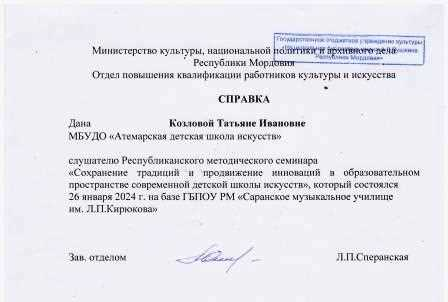 Государственное бюджетное учреждение культуры
Республики Мордовия»
Министерство культуры, национальной политики и архивного дела
Республики Мордовия
Отдел повышения квалификации работников культуры и искусства
СПРАВКА
Дана Козловой Татьяне Ивановне
МБУДО «Атемарская детская школа искусств»
слушателю Республиканского методического семинара
«Сохранение традиций и продвижение инноваций в образовательном
пространстве современной детской школы искусств», который состоялся
26 января 2024 г. на базе ГБПОУ РМ «Саранское музыкальное училище
им. Л.П.Кирюкова»
Зав. отделом Л.П.Сперанская